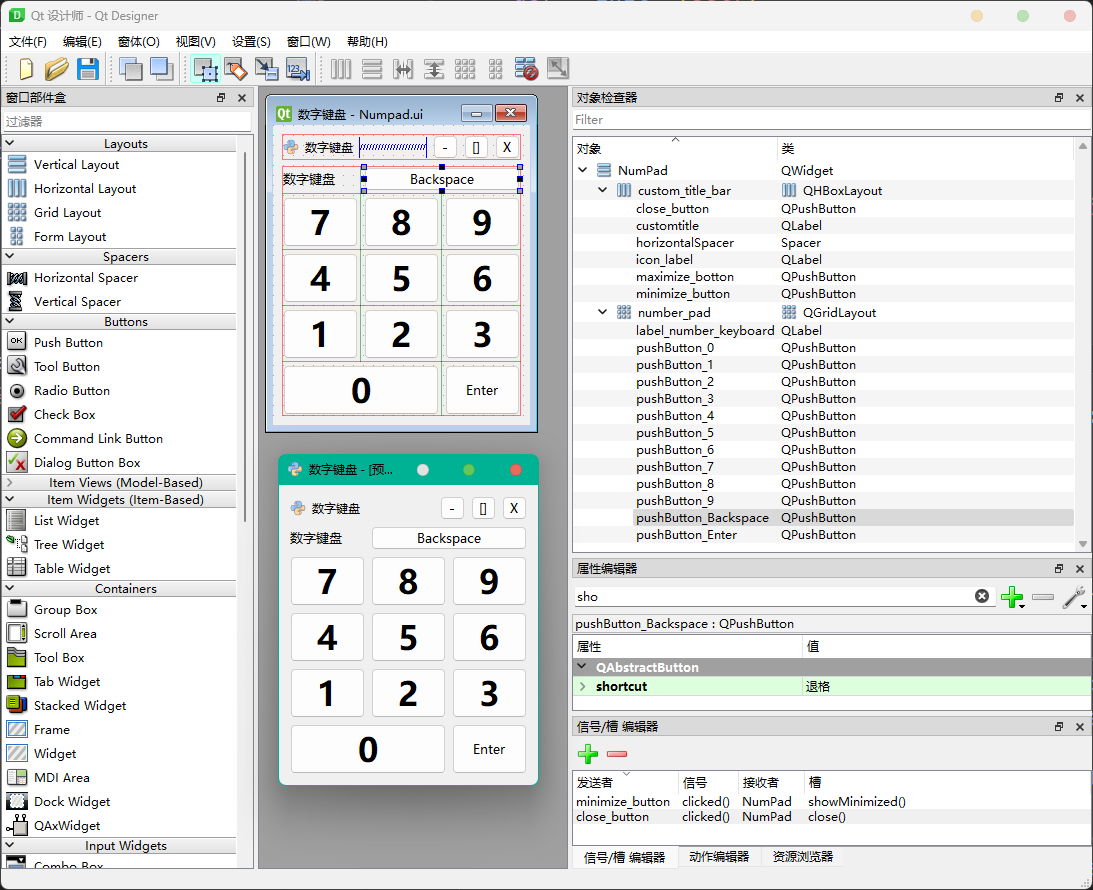 Qt 设计师 - Qt Designer
文件(F) 编辑(E) 窗体(O) 视图(V) 设置(S) 窗口(W) 帮助(H)
窗口部件盒
过滤器
Layouts
Vertical Layout
Horizontal Layout
Grid Layout
Form Layout
Spacers
Horizontal Spacer
Vertical Spacer
Buttons
OK Push Button
Tool Button
Radio Button
Check Box
Command Link Button
Dialog Button Box
Item Views (Model-Based)
Item Widgets (Item-Based)
List Widget
Tree Widget
Table Widget
Containers
Group Box
Scroll Area
Tool Box
Tab Widget
Stacked Widget
Frame
Widget
MDI Area
Dock Widget
QAxWidget
Input Widgets
Combo Box
Qt 数字键盘 - Numpad.ui
数字键盘 - [] X
数字键盘 Backspace
7 8 9
4 5 6
1 2 3
0 Enter
数字键盘 - [预...
数字键盘 - [] X
数字键盘 Backspace
7 8 9
4 5 6
1 2 3
0 Enter
对象检查器
Filter
对象 类
NumPad QWidget
custom_title_bar QHBoxLayout
close_button QPushButton
customtitle QLabel
horizontalSpacer Spacer
icon_label QLabel
maximize_botton QPushButton
minimize_button QPushButton
number_pad QGridLayout
label_number_keyboard QLabel
pushButton_0 QPushButton
pushButton_1 QPushButton
pushButton_2 QPushButton
pushButton_3 QPushButton
pushButton_4 QPushButton
pushButton_5 QPushButton
pushButton_6 QPushButton
pushButton_7 QPushButton
pushButton_8 QPushButton
pushButton_9 QPushButton
pushButton_Backspace QPushButton
pushButton_Enter QPushButton
属性编辑器
sho
pushButton_Backspace : QPushButton
属性 值
QAbstractButton
shortcut 退格
信号/槽 编辑器
发送者 信号 接收者 槽
minimize_button clicked() NumPad showMinimized()
close_button clicked() NumPad close()
信号/槽 编辑器 动作编辑器 资源浏览器